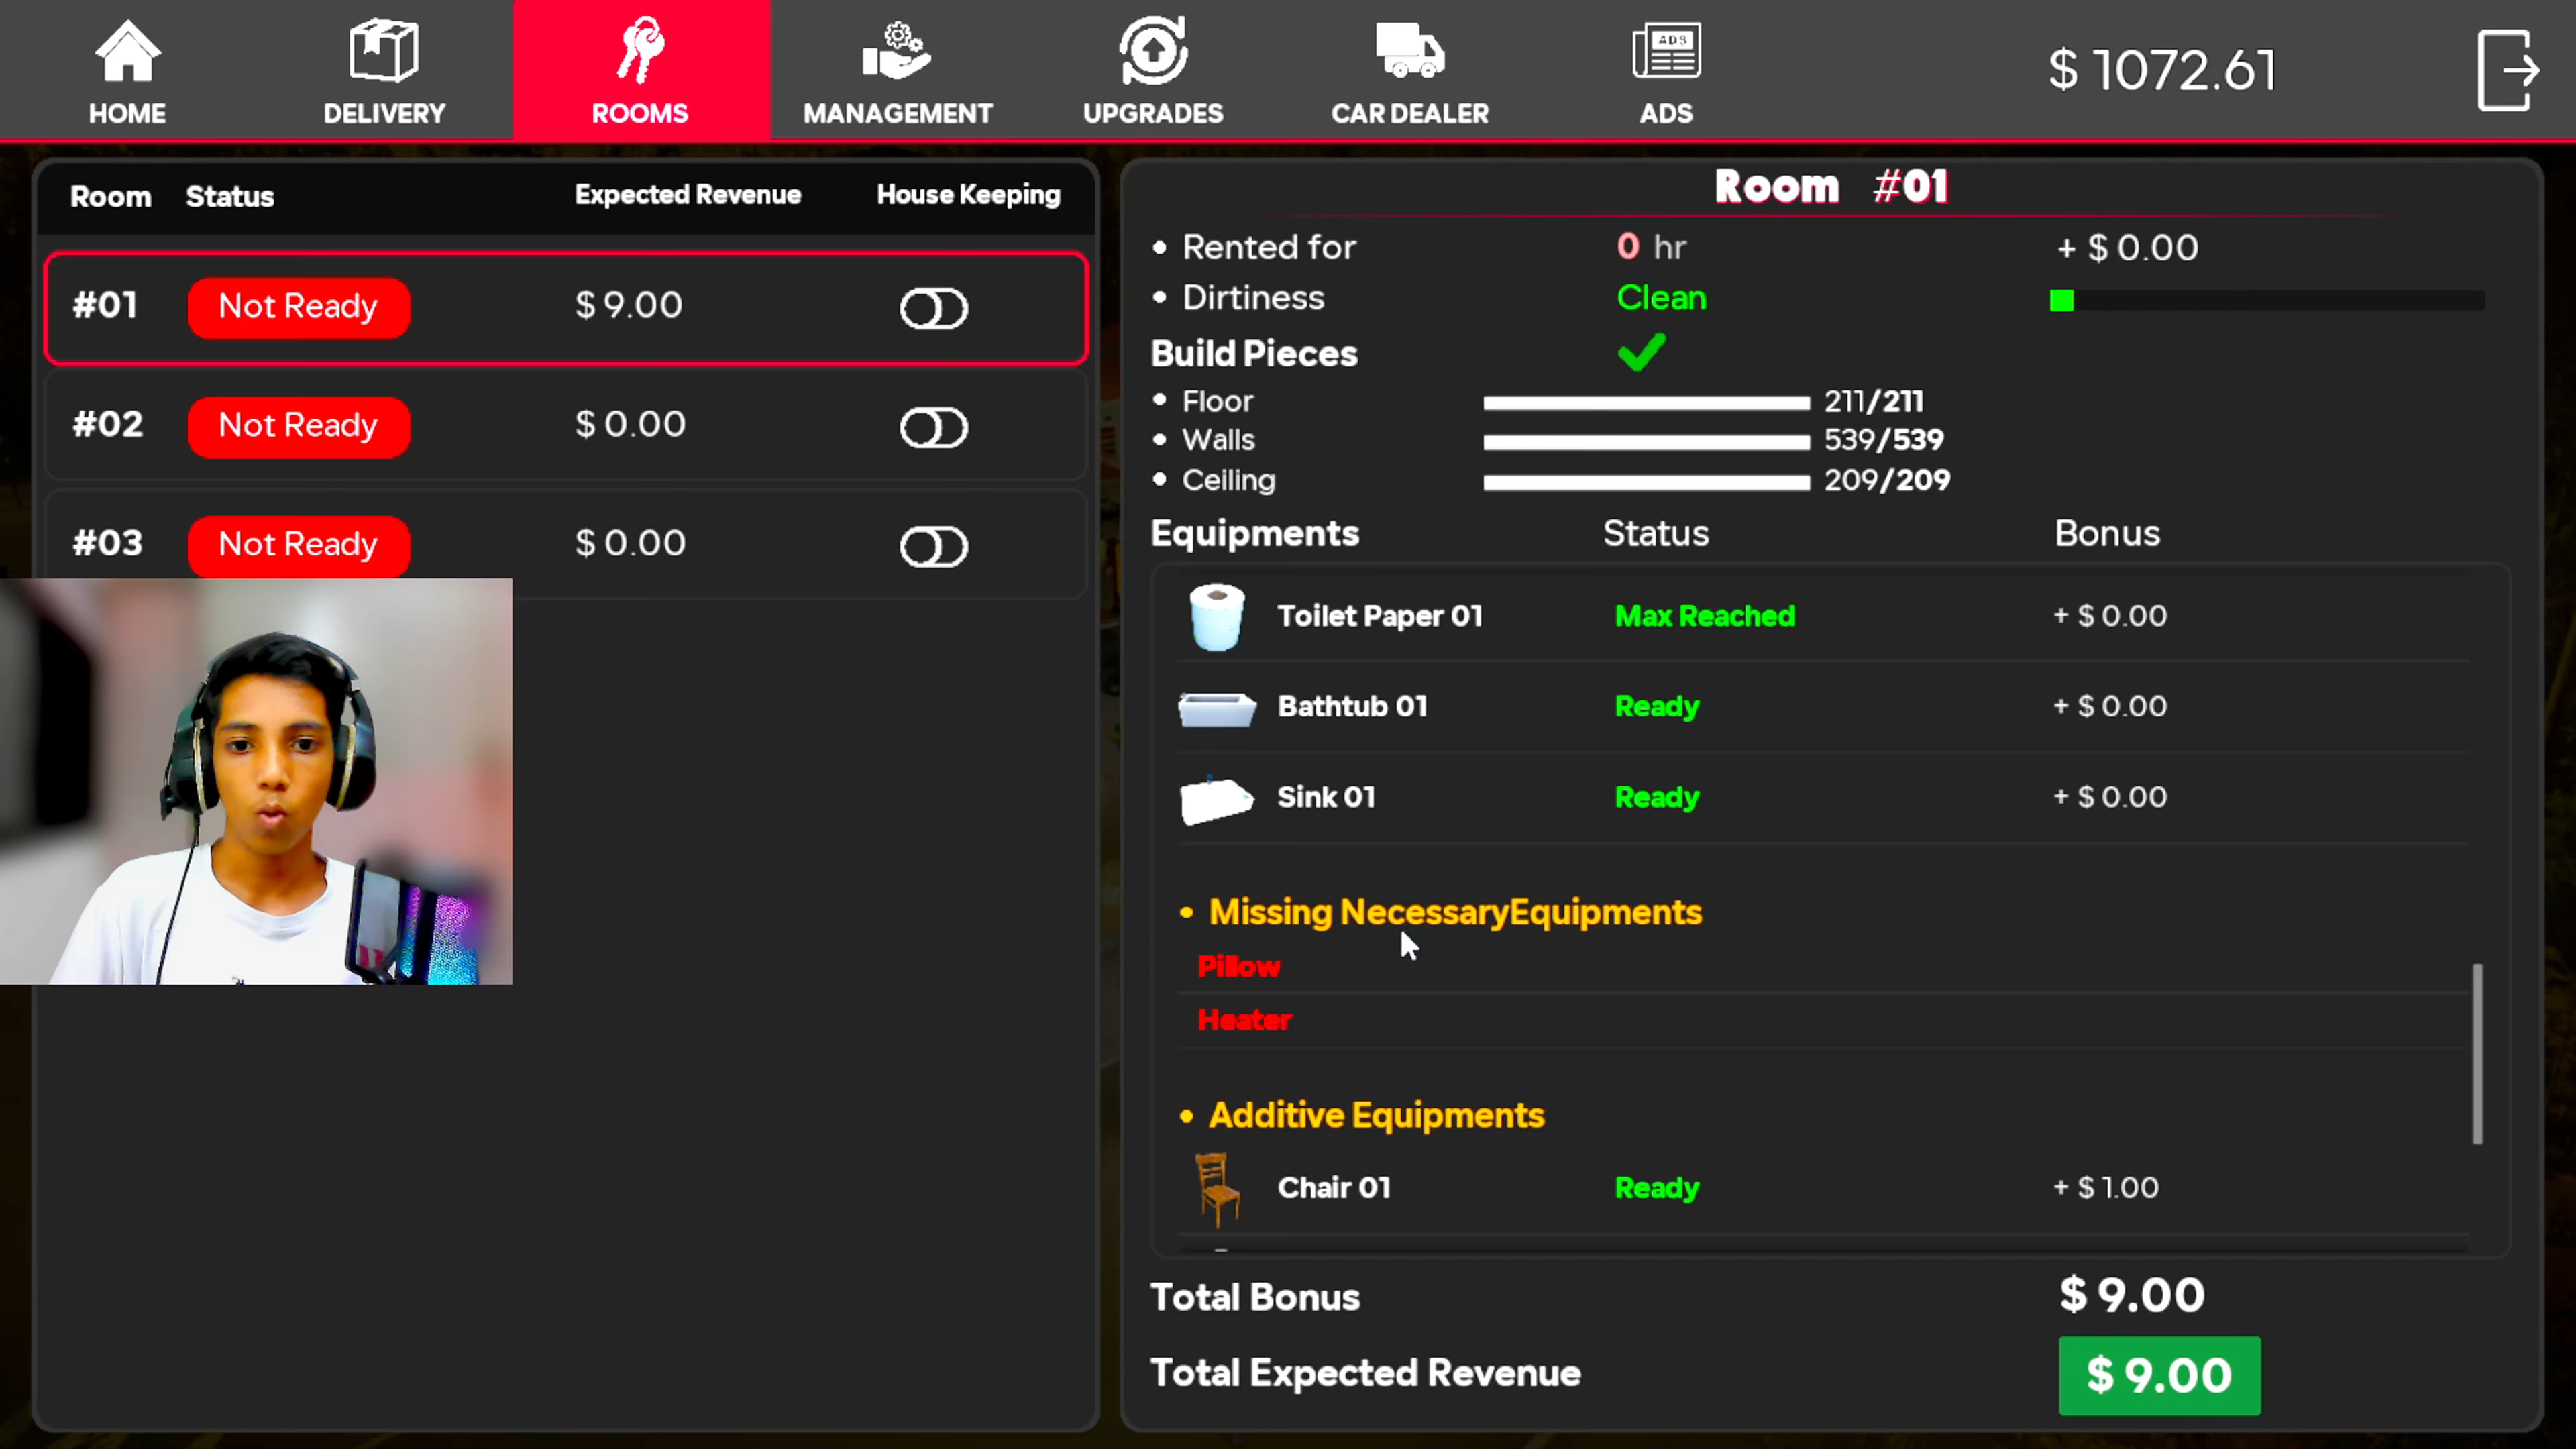 HOME
DELIVERY
ROOMS
MANAGEMENT
UPGRADES
CAR DEALER
ADS
ADS
$ 1072.61
Room Status Expected Revenue House Keeping
#01 Not Ready $ 9.00
#02 Not Ready $ 0.00
#03 Not Ready $ 0.00
Room #01
• Rented for 0 hr + $ 0.00
• Dirtiness Clean
Build Pieces
• Floor 211/211
• Walls 539/539
• Ceiling 209/209
Equipments Status Bonus
Toilet Paper 01 Max Reached + $ 0.00
Bathtub 01 Ready + $ 0.00
Sink 01 Ready + $ 0.00
• Missing NecessaryEquipments
Pillow
Heater
• Additive Equipments
Chair 01 Ready + $ 1.00
Total Bonus $ 9.00
Total Expected Revenue $ 9.00